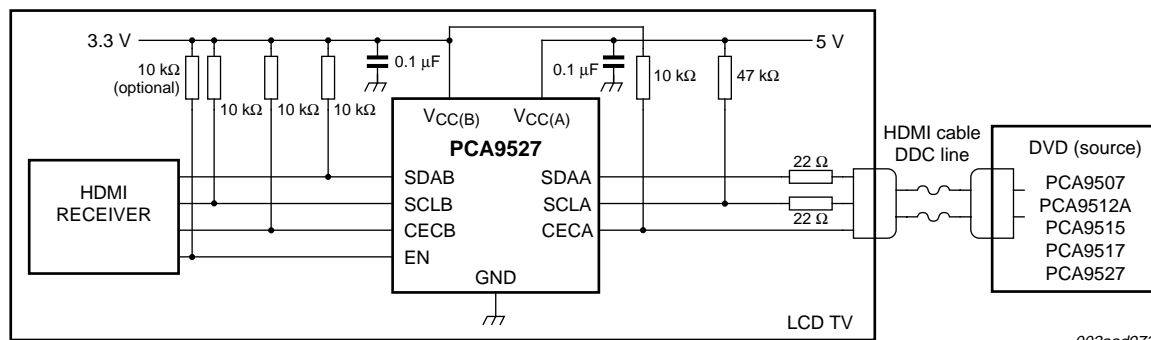 3.3 V
5 V
10 kΩ
(optional)
10 kΩ
10 kΩ
10 kΩ
0.1 μF
0.1 μF
10 kΩ
47 kΩ
VCC(B)
VCC(A)
PCA9527
HDMI
RECEIVER
SDAB
SCLB
CECB
EN
SDAA
SCLA
CECA
GND
22 Ω
22 Ω
HDMI cable
DDC line
DVD (source)
PCA9507
PCA9512A
PCA9515
PCA9517
PCA9527
LCD TV